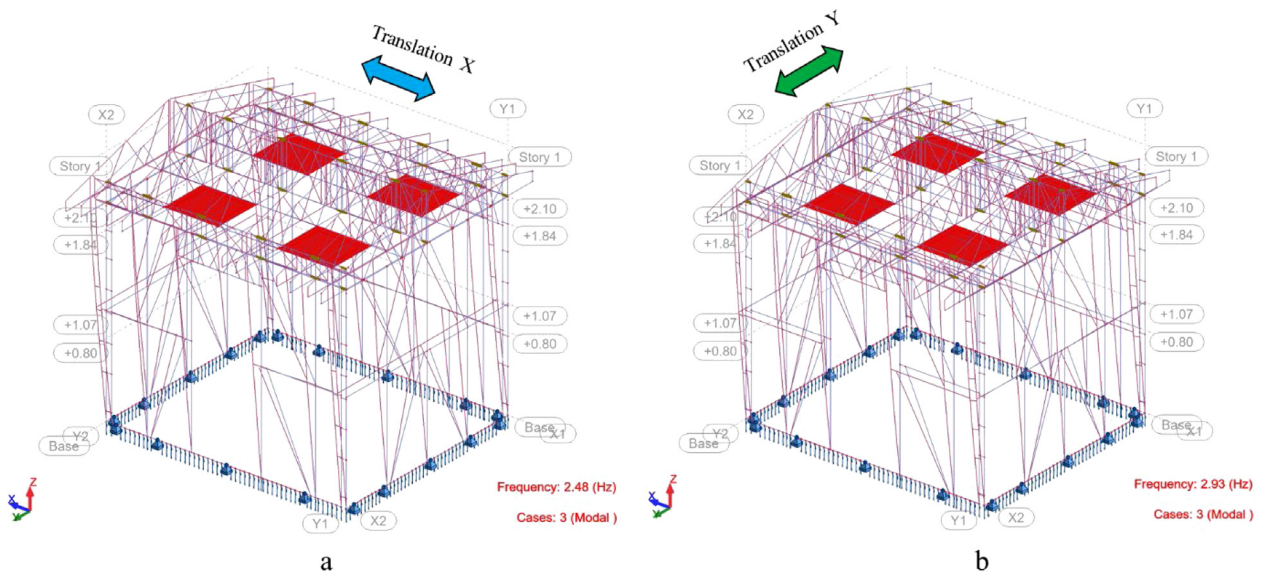 Translation X
X2
Y1
Story 1
Story 1
+2.10
+1.84
+2.10
+1.84
+1.07
+0.80
+1.07
+0.80
Base
Y2
Base
X1
Y1
X2
Z
X
Y
Frequency: 2.48 (Hz)
Cases: 3 (Modal )
a
Translation Y
X2
Y1
Story 1
Story 1
+2.10
+1.84
+2.10
+1.84
+1.07
+0.80
+1.07
+0.80
Base
Y2
Base
X1
Y1
X2
Z
X
Y
Frequency: 2.93 (Hz)
Cases: 3 (Modal )
b